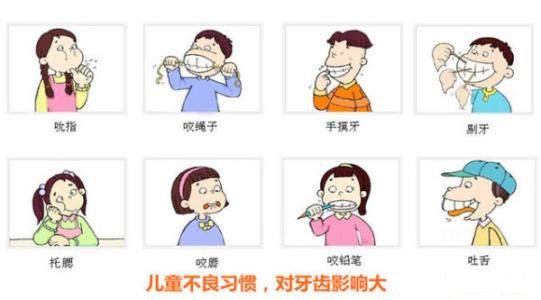 吮指
咬绳子
手摸牙
剔牙
托腮
咬唇
咬铅笔
吐舌
儿童不良习惯，对牙齿影响大